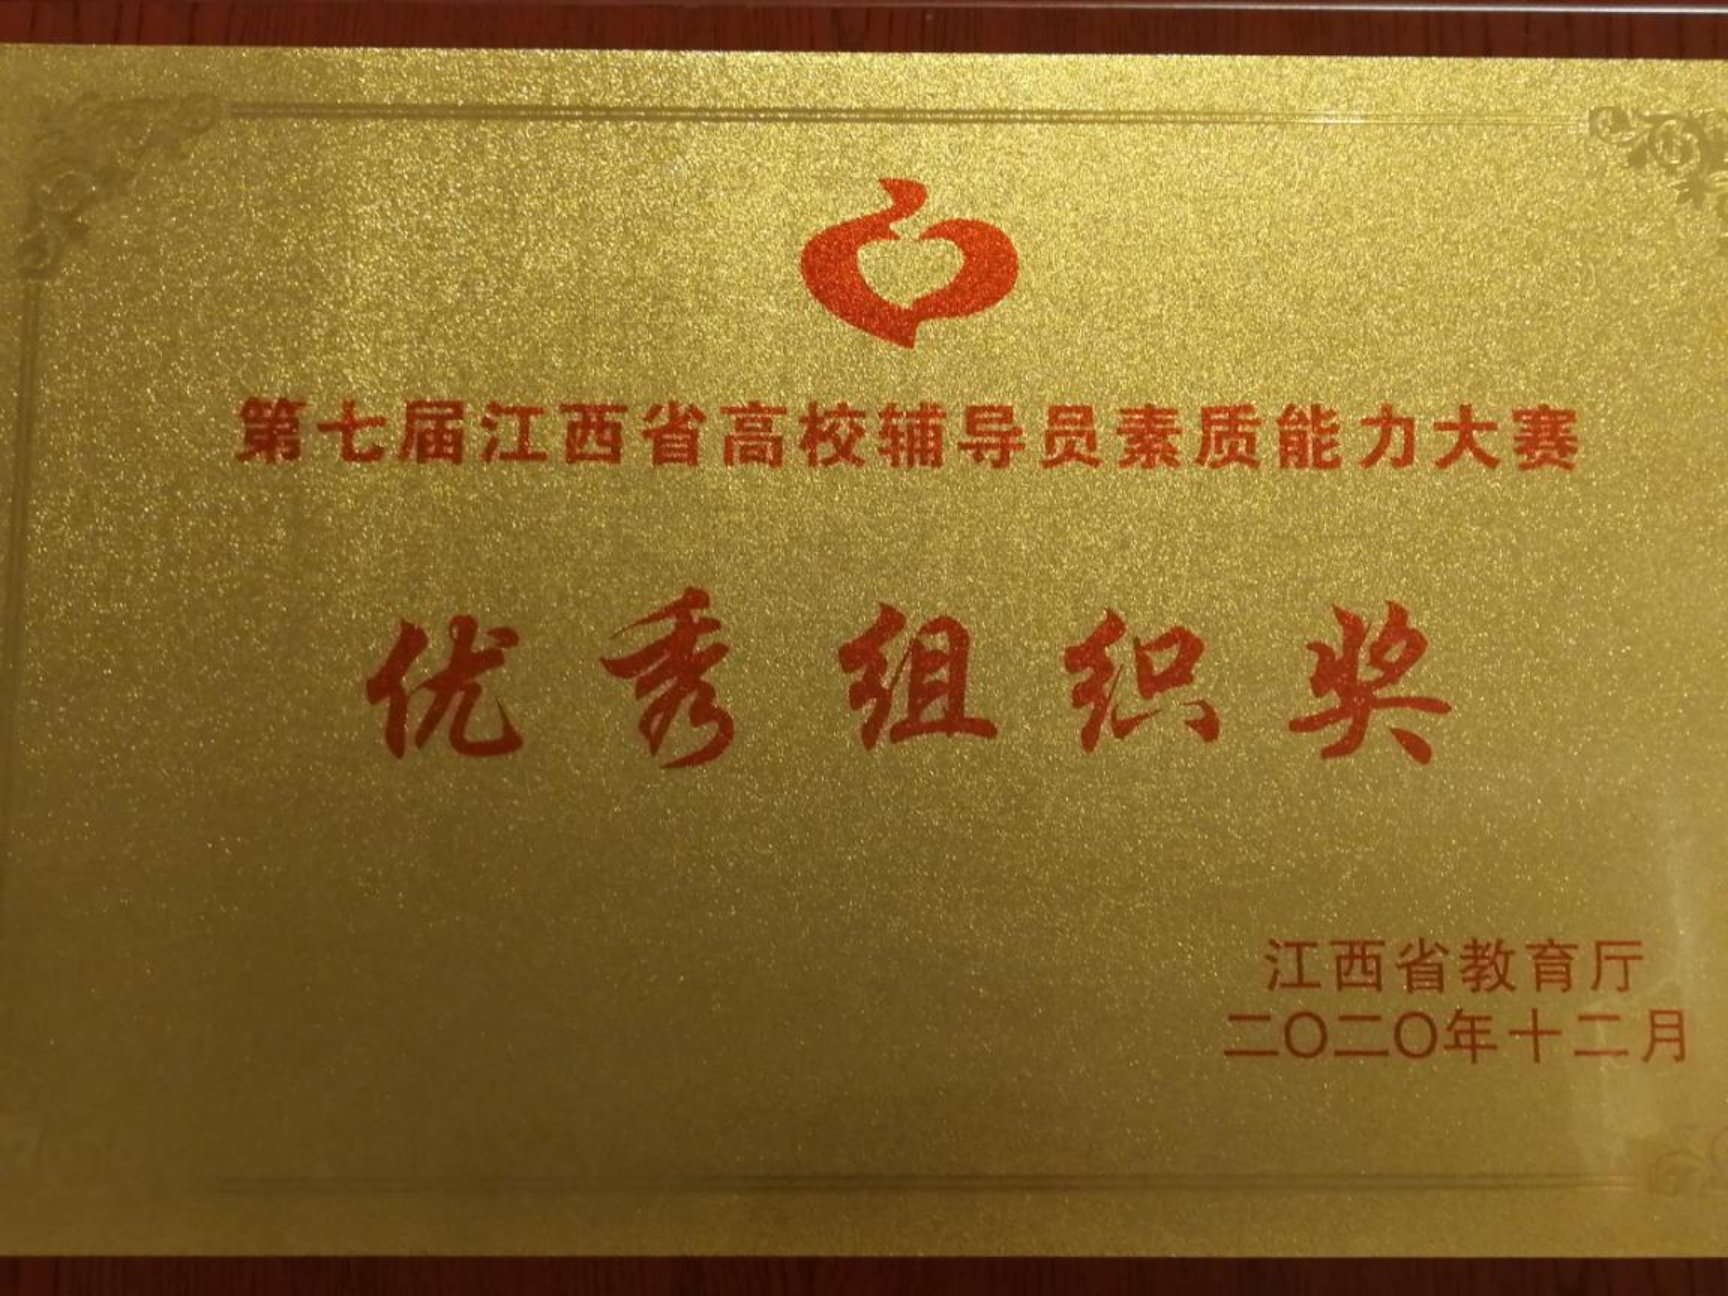 第七届江西省高校辅导员素质能力大赛
优秀组织奖
江西省教育厅
二〇二〇年十二月